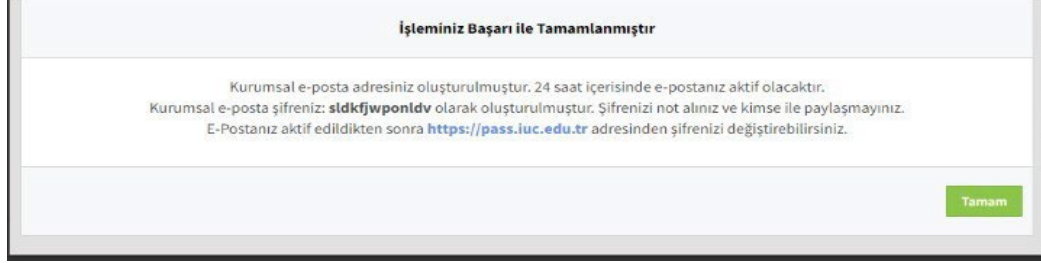 İşleminiz Başarı ile Tamamlanmıştır
Kurumsal e-posta adresiniz oluşturulmuştur. 24 saat içerisinde e-postanız aktif olacaktır.
Kurumsal e-posta şifreniz: sldkfjwponldv olarak oluşturulmuştur. Şifrenizi not alınız ve kimse ile paylaşmayınız.
E-Postanız aktif edildikten sonra https://pass.iuc.edu.tr adresinden şifrenizi değiştirebilirsiniz.
Tamam